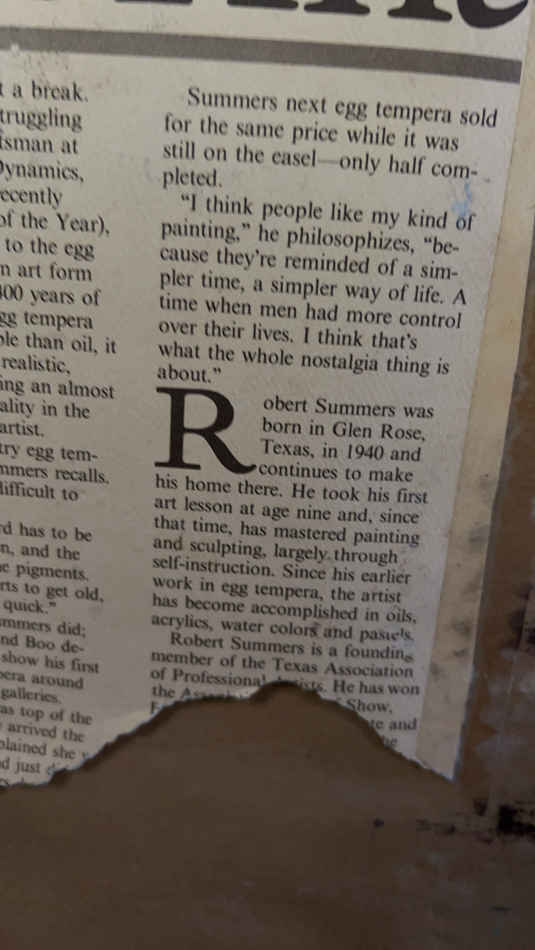 t a break.
truggling
tsman at
Dynamics,
ecently
of the Year),
to the egg
n art form
400 years of
gg tempera
ble than oil, it
realistic,
ing an almost
ality in the
artist.
try egg tem-
mmers recalls.
difficult to
rd has to be
n, and the
e pigments.
rts to get old,
quick."
mmers did;
nd Boo de-
show his first
pera around
galleries.
as top of the
arrived the
plained she
d just
Summers next egg tempera sold
for the same price while it was
still on the easel—only half com-
pleted.
"I think people like my kind of
painting," he philosophizes, "be-
cause they're reminded of a sim-
pler time, a simpler way of life. A
time when men had more control
over their lives. I think that's
what the whole nostalgia thing is
about."
Robert Summers was
born in Glen Rose,
Texas, in 1940 and
continues to make
his home there. He took his first
art lesson at age nine and, since
that time, has mastered painting
and sculpting, largely through
self-instruction. Since his earlier
work in egg tempera, the artist
has become accomplished in oils,
acrylics, water colors and pastels.
Robert Summers is a founding
member of the Texas Association
of Professional Artists. He has won
the Show,
te and
he